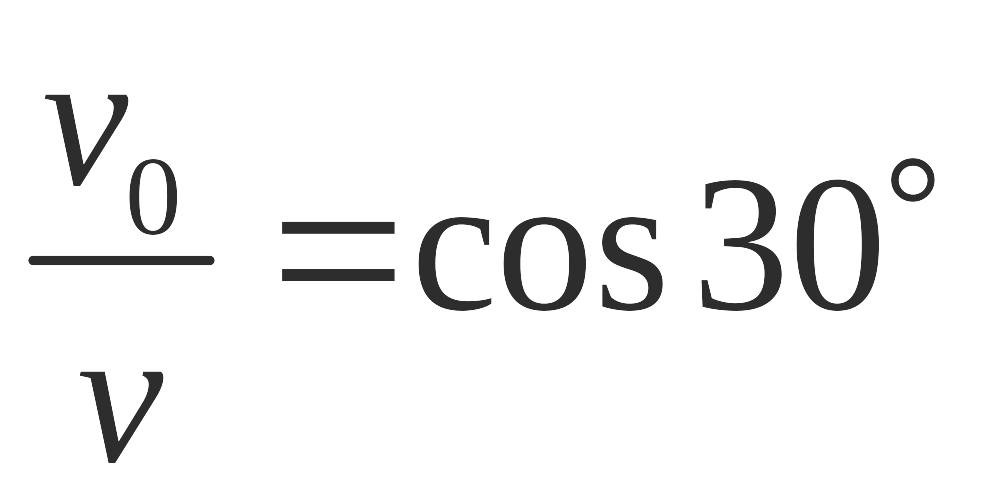 v₀/v = cos 30°